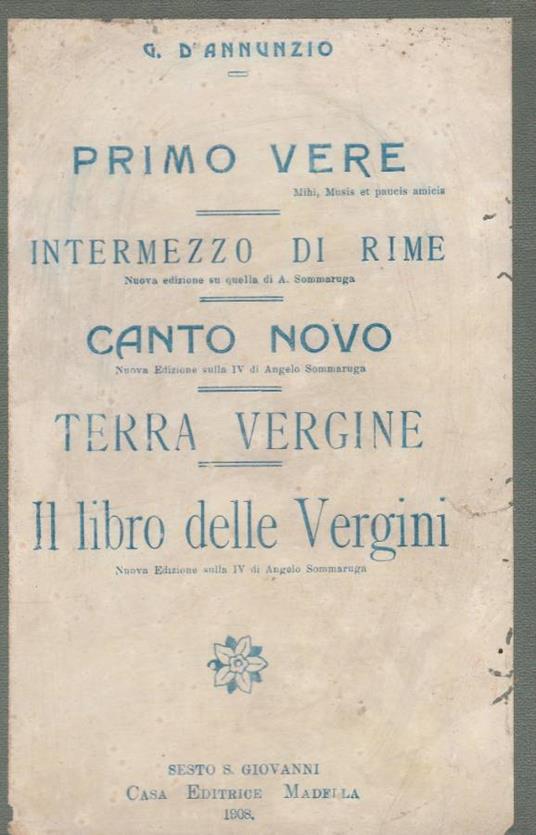 G. D'ANNUNZIO
PRIMO VERE
Mihi, Musis et paucis amicis
INTERMEZZO DI RIME
Nuova edizione su quella di A. Sommaruga
CANTO NOVO
Nuova Edizione sulla IV di Angelo Sommaruga
TERRA VERGINE
Il libro delle Vergini
Nuova Edizione sulla IV di Angelo Sommaruga
SESTO S. GIOVANNI
CASA EDITRICE MADELLA
1908.